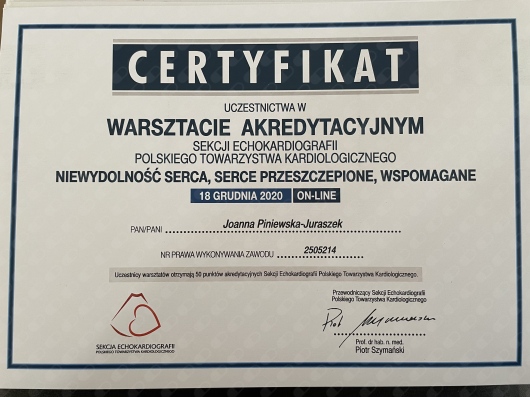 CERTYFIKAT
UCZESTNICTWA W
WARSZTACIE AKREDYTACYJNYM
SEKCJI ECHOKARDIOGRAFII
POLSKIEGO TOWARZYSTWA KARDIOLOGICZNEGO
NIEWYDOLNOŚĆ SERCA, SERCE PRZESZCZEPIONE, WSPOMAGANE
18 GRUDNIA 2020 ON-LINE
PAN/PANI Joanna Piniewska-Juraszek
NR PRAWA WYKONYWANIA ZAWODU 2505214
Uczestnicy warsztatów otrzymają 50 punktów akredytacyjnych Sekcji Echokardiografii Polskiego Towarzystwa Kardiologicznego.
Przewodniczący Sekcji Echokardiografii
Polskiego Towarzystwa Kardiologicznego
Prof. dr hab. n. med.
Piotr Szymański
SEKCJA ECHOKARDIOGRAFII
POLSKIEGO TOWARZYSTWA KARDIOLOGICZNEGO